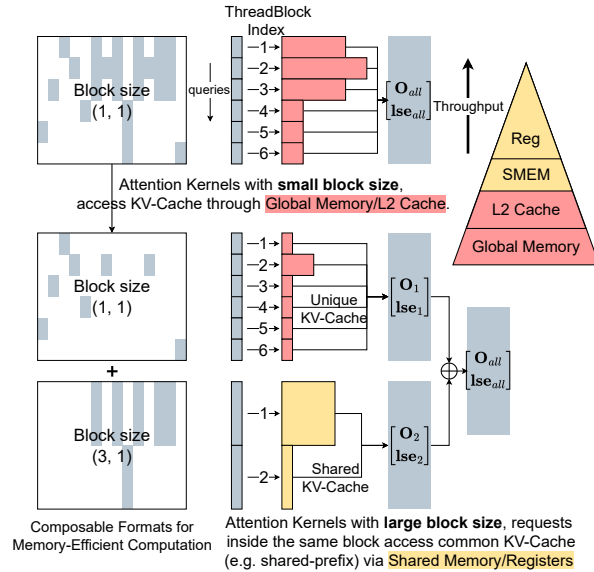 ThreadBlock
Index
Block size
(1, 1)
queries
1
2
3
4
5
6
[O_all
lse_all]
Throughput
Reg
SMEM
L2 Cache
Global Memory
Attention Kernels with small block size,
access KV-Cache through Global Memory/L2 Cache.
Block size
(1, 1)
1
2
3
4
5
6
Unique
KV-Cache
[O_1
lse_1]
+
Block size
(3, 1)
1
2
Shared
KV-Cache
[O_2
lse_2]
⊕
[O_all
lse_all]
Composable Formats for
Memory-Efficient Computation
Attention Kernels with large block size, requests
inside the same block access common KV-Cache
(e.g. shared-prefix) via Shared Memory/Registers